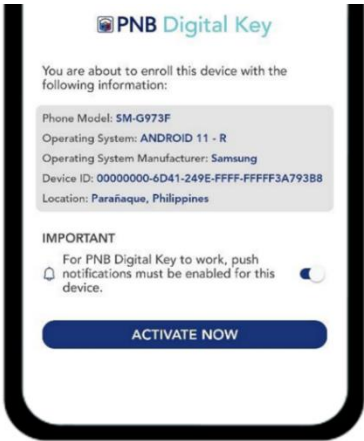 PNB Digital Key
You are about to enroll this device with the
following information:
Phone Model: SM-G973F
Operating System: ANDROID 11 - R
Operating System Manufacturer: Samsung
Device ID: 00000000-6D41-249E-FFFF-FFFFF3A793B8
Location: Parañaque, Philippines
IMPORTANT
For PNB Digital Key to work, push
notifications must be enabled for this
device.
ACTIVATE NOW